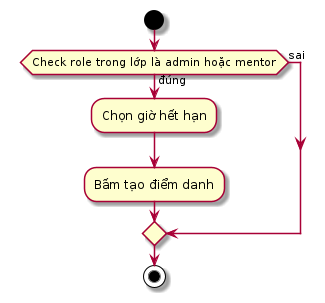 Check role trong lớp là admin hoặc mentor
sai
đúng
Chọn giờ hết hạn
Bấm tạo điểm danh